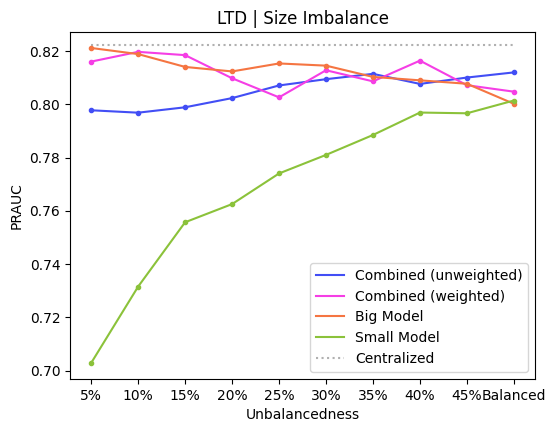 LTD | Size Imbalance
PRAUC
0.82
0.80
0.78
0.76
0.74
0.72
0.70
Combined (unweighted)
Combined (weighted)
Big Model
Small Model
Centralized
5% 10% 15% 20% 25% 30% 35% 40% 45% Balanced
Unbalancedness